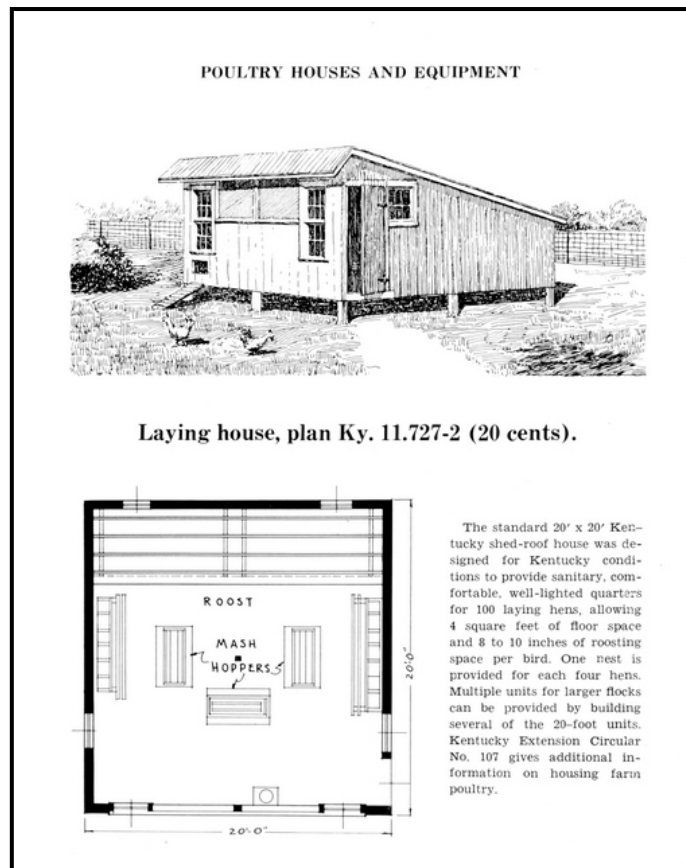 POULTRY HOUSES AND EQUIPMENT
Laying house, plan Ky. 11.727-2 (20 cents).
ROOST
MASH
HOPPERS
20'-0"
20'-0"
The standard 20' x 20' Ken-
tucky shed-roof house was de-
signed for Kentucky condi-
tions to provide sanitary, com-
fortable, well-lighted quarters
for 100 laying hens, allowing
4 square feet of floor space
and 8 to 10 inches of roosting
space per bird. One nest is
provided for each four hens.
Multiple units for larger flocks
can be provided by building
several of the 20-foot units.
Kentucky Extension Circular
No. 107 gives additional in-
formation on housing farm
poultry.